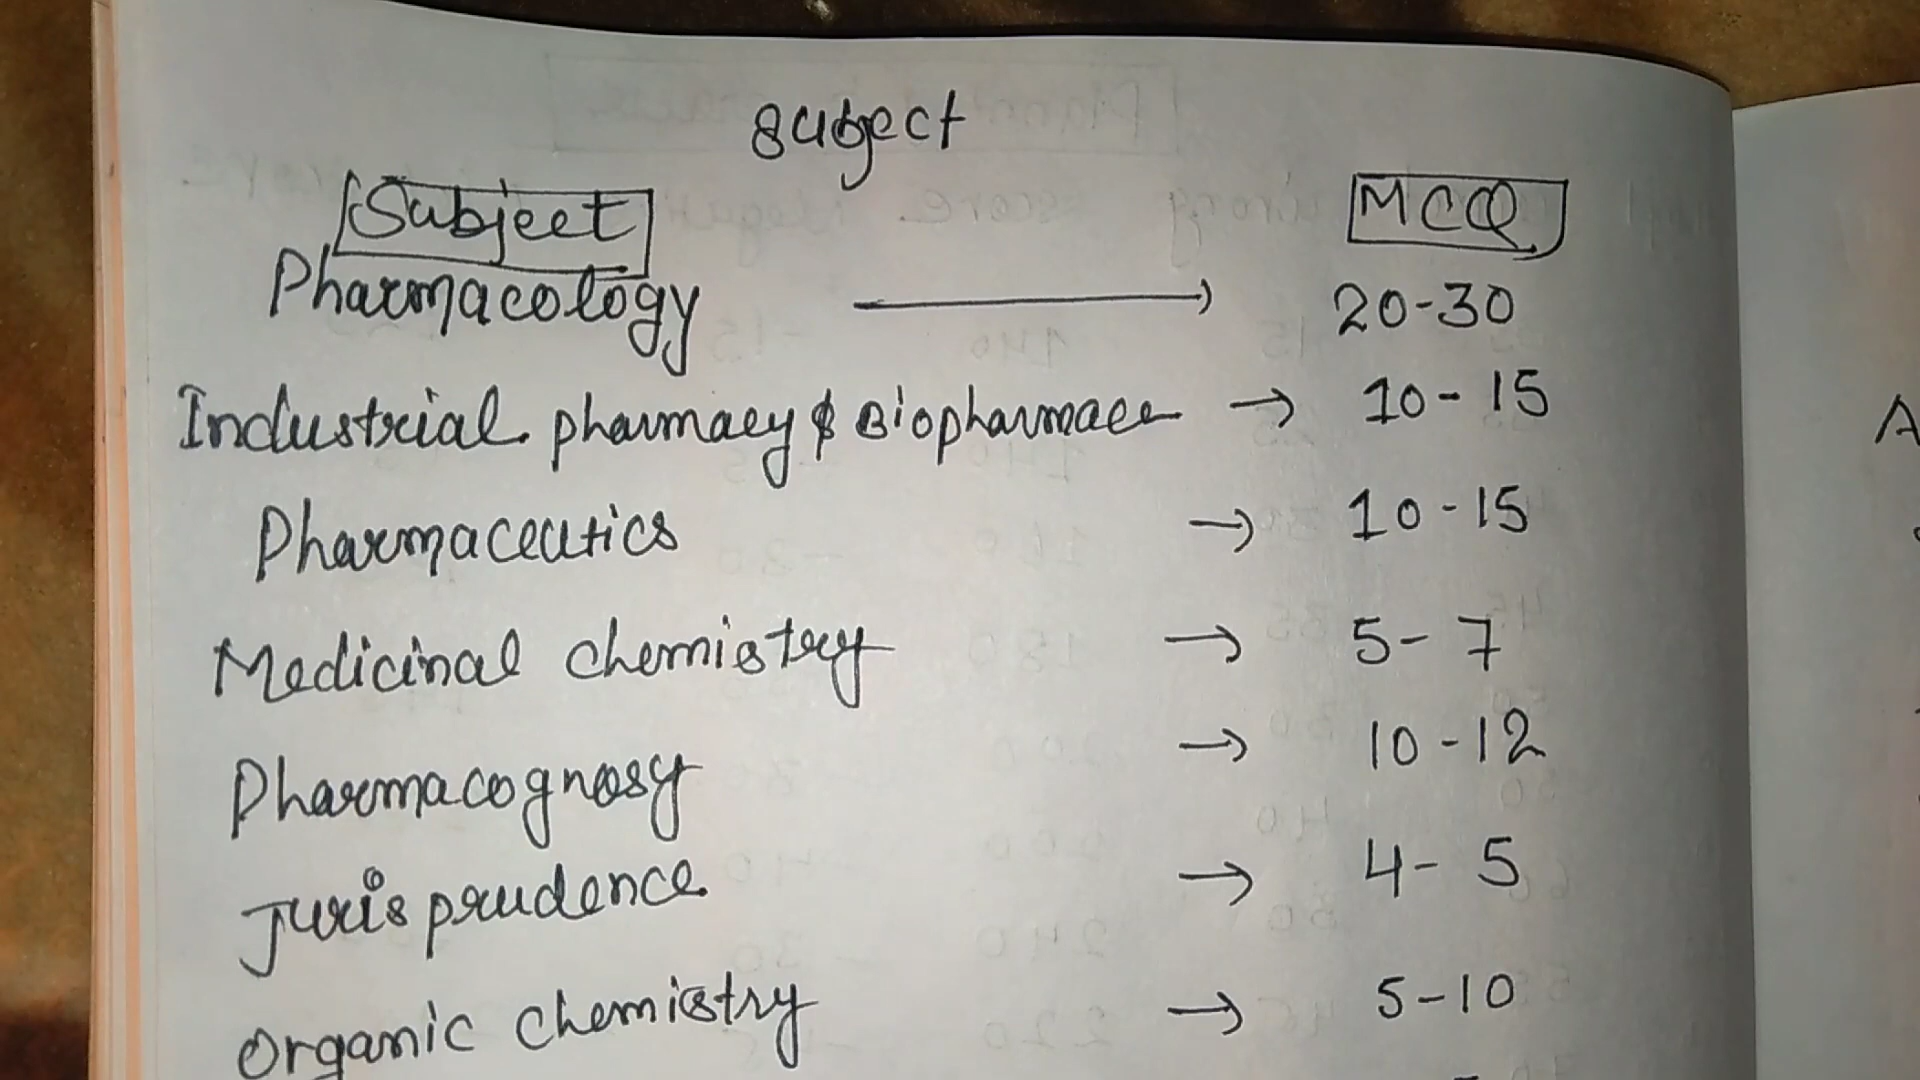 subject
Subject MCQ
Pharmacology → 20-30
Industrial pharmacy & Biopharmace → 10-15
Pharmaceutics → 10-15
Medicinal chemistry → 5-7
Pharmacognosy → 10-12
Jurisprudence → 4-5
Organic chemistry → 5-10
A